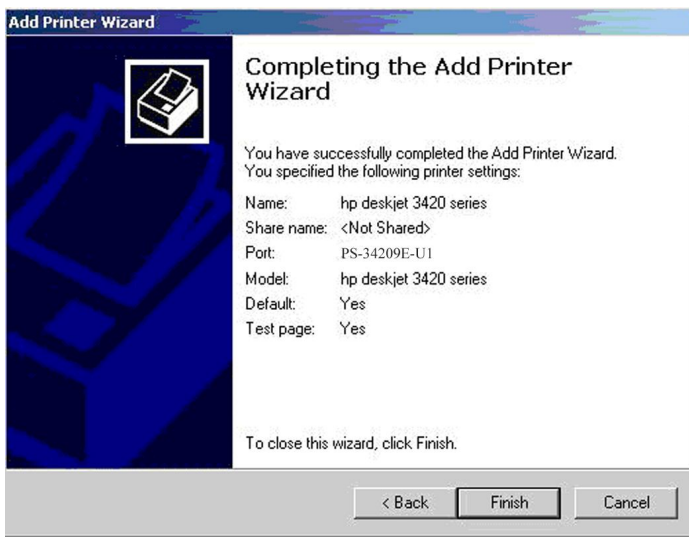 Add Printer Wizard
Completing the Add Printer
Wizard
You have successfully completed the Add Printer Wizard.
You specified the following printer settings:
Name: hp deskjet 3420 series
Share name: <Not Shared>
Port: PS-34209E-U1
Model: hp deskjet 3420 series
Default: Yes
Test page: Yes
To close this wizard, click Finish.
< Back Finish Cancel